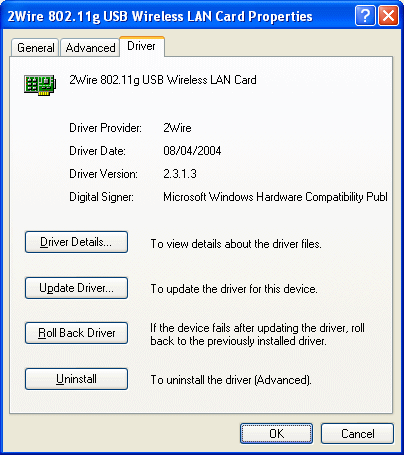 2Wire 802.11g USB Wireless LAN Card Properties
General Advanced Driver
2Wire 802.11g USB Wireless LAN Card
Driver Provider: 2Wire
Driver Date: 08/04/2004
Driver Version: 2.3.1.3
Digital Signer: Microsoft Windows Hardware Compatibility Publ
Driver Details... To view details about the driver files.
Update Driver... To update the driver for this device.
Roll Back Driver If the device fails after updating the driver, roll
back to the previously installed driver.
Uninstall To uninstall the driver (Advanced).
OK Cancel